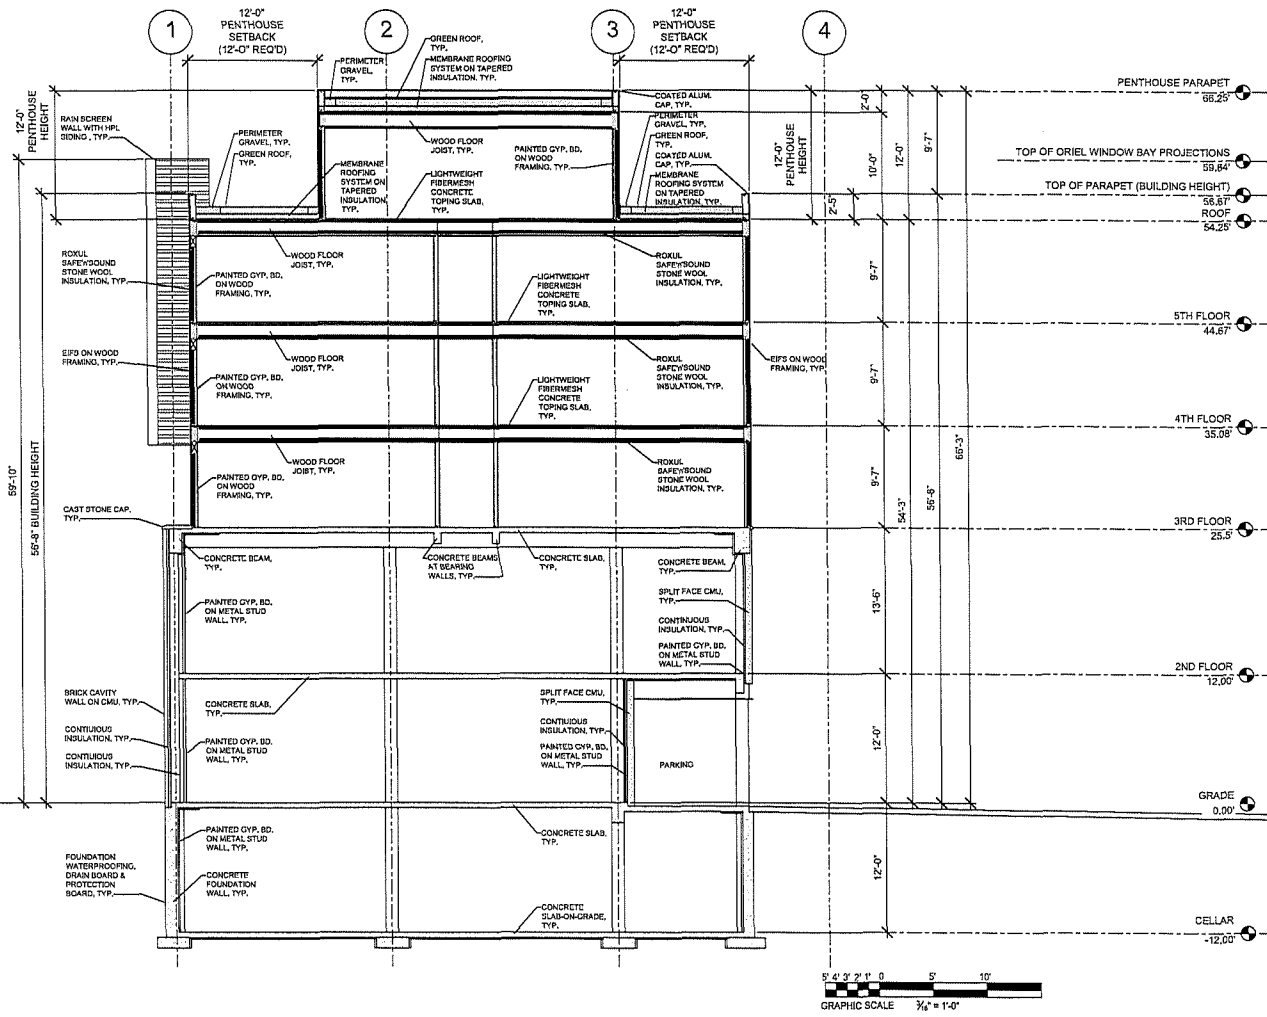 1
12'-0"
PENTHOUSE
SETBACK
(12'-0" REQ'D)
2
3
12'-0"
PENTHOUSE
SETBACK
(12'-0" REQ'D)
4
GREEN ROOF,
TYP.
MEMBRANE ROOFING
SYSTEM ON TAPERED
INSULATION, TYP.
PERIMETER
GRAVEL,
TYP.
COATED ALUM.
CAP, TYP.
PERIMETER
GRAVEL, TYP.
GREEN ROOF,
TYP.
COATED ALUM.
CAP, TYP.
MEMBRANE
ROOFING SYSTEM
ON TAPERED
INSULATION, TYP.
12'-0"
PENTHOUSE
HEIGHT
RAIN SCREEN
WALL WITH HPL
SIDING , TYP.
PERIMETER
GRAVEL, TYP.
GREEN ROOF,
TYP.
MEMBRANE
ROOFING
SYSTEM ON
TAPERED
INSULATION,
TYP.
WOOD FLOOR
JOIST, TYP.
LIGHTWEIGHT
FIBERMESH
CONCRETE
TOPING SLAB,
TYP.
PAINTED GYP. BD.
ON WOOD
FRAMING, TYP.
12'-0"
PENTHOUSE
HEIGHT
2'-0"
10'-0"
12'-0"
9'-7"
2'-5"
PENTHOUSE PARAPET
66.25'
TOP OF ORIEL WINDOW BAY PROJECTIONS
59.84'
TOP OF PARAPET (BUILDING HEIGHT)
56.67'
ROOF
54.25'
ROXUL
SAFE'N'SOUND
STONE WOOL
INSULATION, TYP.
WOOD FLOOR
JOIST, TYP.
PAINTED GYP. BD.
ON WOOD
FRAMING, TYP.
LIGHTWEIGHT
FIBERMESH
CONCRETE
TOPING SLAB,
TYP.
ROXUL
SAFE'N'SOUND
STONE WOOL
INSULATION, TYP.
9'-7"
5TH FLOOR
44.67'
EIFS ON WOOD
FRAMING, TYP.
WOOD FLOOR
JOIST, TYP.
PAINTED GYP. BD.
ON WOOD
FRAMING, TYP.
LIGHTWEIGHT
FIBERMESH
CONCRETE
TOPING SLAB,
TYP.
ROXUL
SAFE'N'SOUND
STONE WOOL
INSULATION, TYP.
EIFS ON WOOD
FRAMING, TYP.
9'-7"
4TH FLOOR
35.08'
59'-10"
56'-8" BUILDING HEIGHT
WOOD FLOOR
JOIST, TYP.
PAINTED GYP. BD.
ON WOOD
FRAMING, TYP.
ROXUL
SAFE'N'SOUND
STONE WOOL
INSULATION, TYP.
9'-7"
54'-3"
56'-8"
66'-3"
CAST STONE CAP,
TYP.
3RD FLOOR
25.5'
CONCRETE BEAM,
TYP.
CONCRETE BEAMS
AT BEARING
WALLS, TYP.
CONCRETE SLAB,
TYP.
CONCRETE BEAM,
TYP.
PAINTED GYP. BD.
ON METAL STUD
WALL, TYP.
SPLIT FACE CMU,
TYP.
CONTINUOUS
INSULATION, TYP.
PAINTED GYP. BD.
ON METAL STUD
WALL, TYP.
13'-6"
2ND FLOOR
12.00'
BRICK CAVITY
WALL ON CMU, TYP.
CONCRETE SLAB,
TYP.
SPLIT FACE CMU,
TYP.
CONTIUIOUS
INSULATION, TYP.
PAINTED GYP. BD.
ON METAL STUD
WALL, TYP.
CONTIUIOUS
INSULATION, TYP.
CONTIUIOUS
INSULATION, TYP.
PAINTED GYP. BD.
ON METAL STUD
WALL, TYP.
PARKING
12'-0"
GRADE
0.00'
PAINTED GYP. BD.
ON METAL STUD
WALL, TYP.
CONCRETE SLAB,
TYP.
FOUNDATION
WATERPROOFING,
DRAIN BOARD &
PROTECTION
BOARD, TYP.
CONCRETE
FOUNDATION
WALL, TYP.
12'-0"
CONCRETE
SLAB-ON-GRADE,
TYP.
CELLAR
-12.00'
5' 4' 3' 2' 1' 0 5' 10'
GRAPHIC SCALE 3/16" = 1'-0"